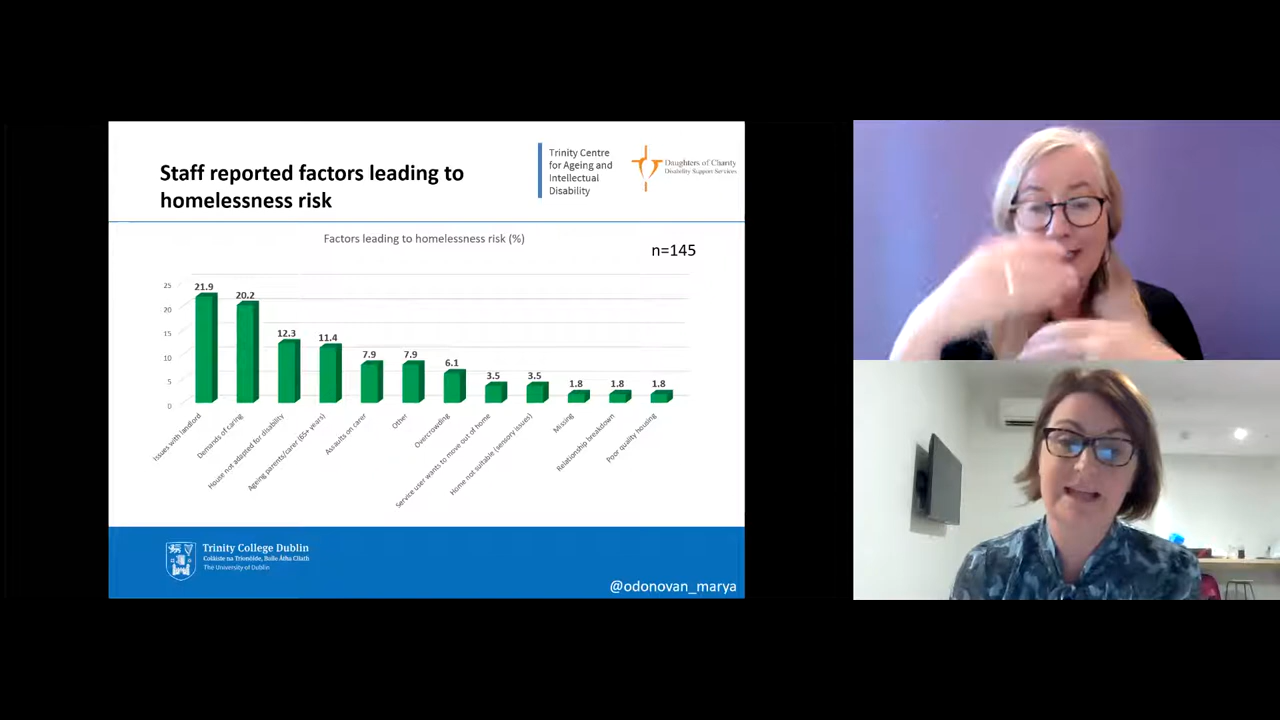 Staff reported factors leading to
homelessness risk
Trinity Centre
for Ageing and
Intellectual
Disability
Daughters of Charity
Disability Support Services
Factors leading to homelessness risk (%)
n=145
25
20
15
10
5
0
21.9
20.2
12.3
11.4
7.9
7.9
6.1
3.5
3.5
1.8
1.8
1.8
Issues with landlord
Demands of caring
House not adapted for disability
Ageing parents/carer (65+ years)
Assaults on carer
Other
Overcrowding
Service user wants to move out of home
Home not suitable (sensory issues)
Missing
Relationship breakdown
Poor quality housing
Trinity College Dublin
Coláiste na Tríonóide, Baile Átha Cliath
The University of Dublin
@odonovan_marya